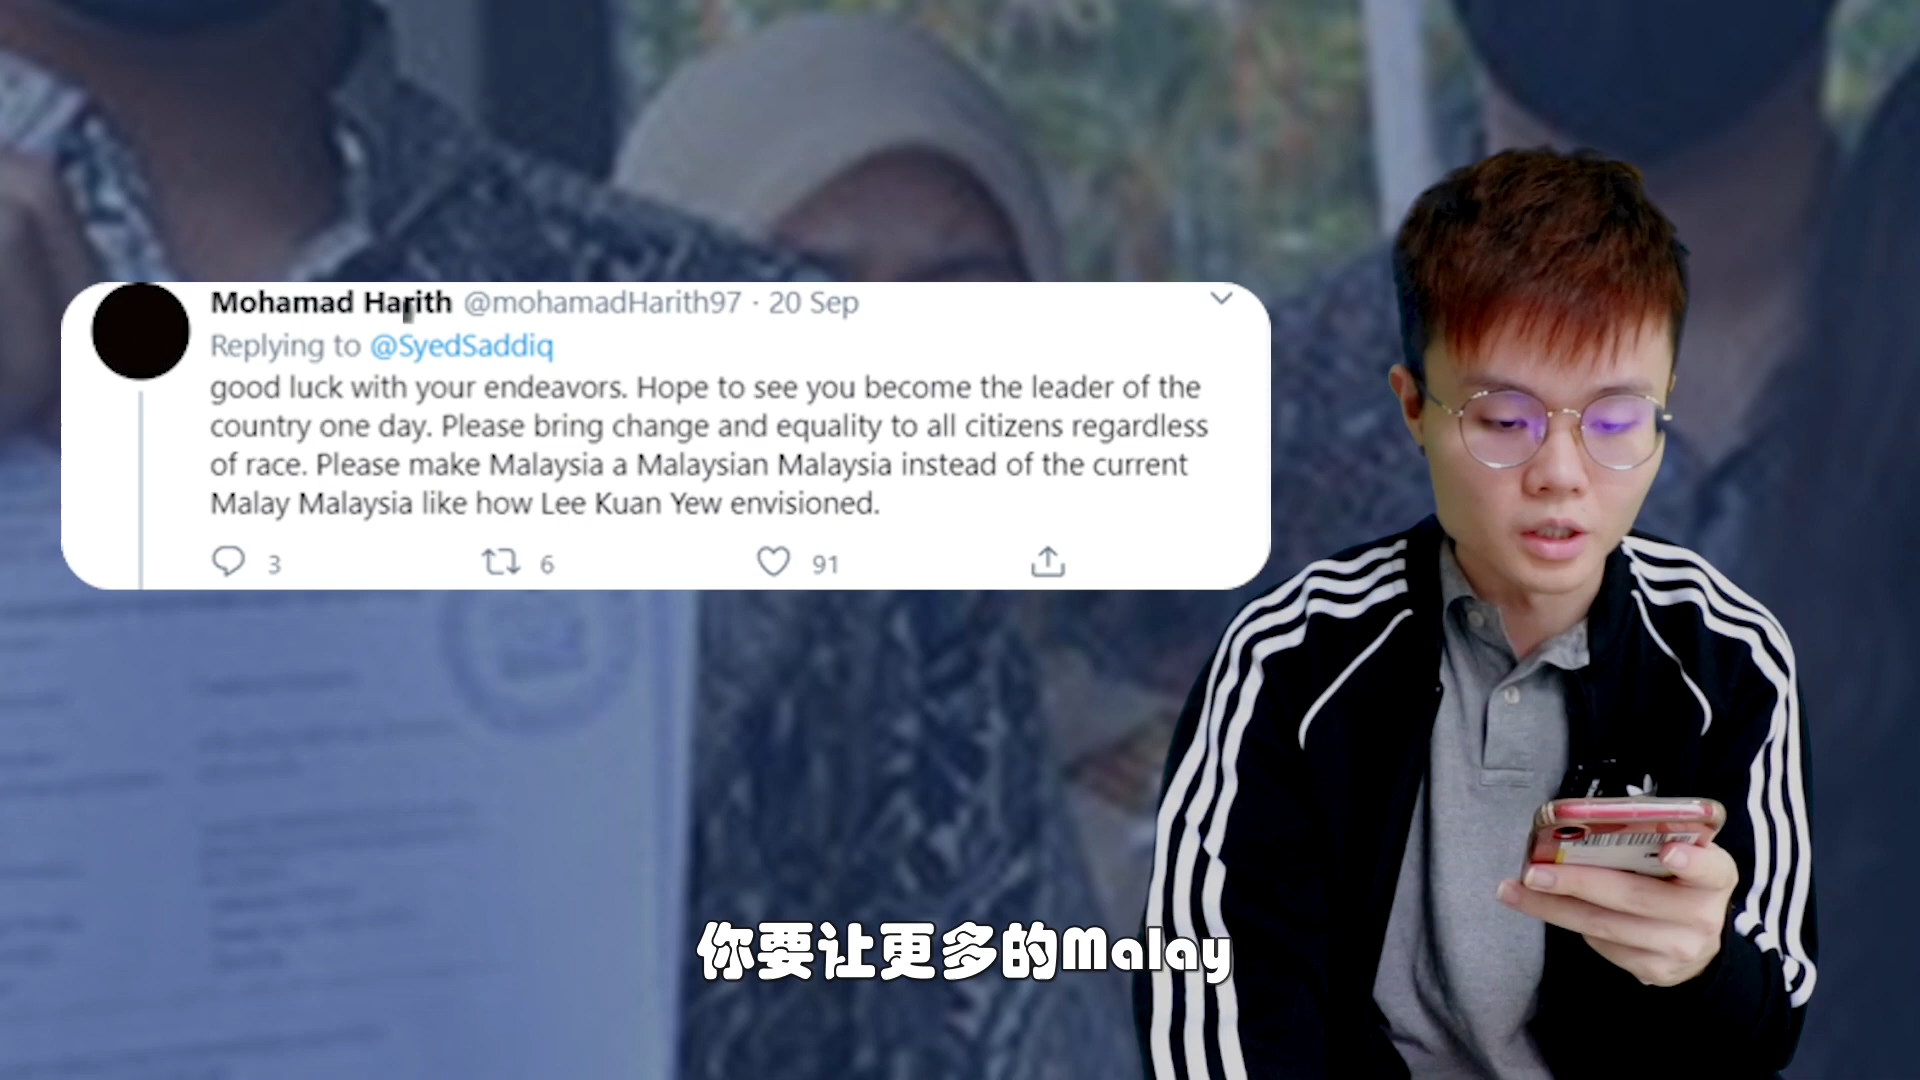 Mohamad Harith @mohamadHarith97 · 20 Sep
Replying to @SyedSaddiq
good luck with your endeavors. Hope to see you become the leader of the
country one day. Please bring change and equality to all citizens regardless
of race. Please make Malaysia a Malaysian Malaysia instead of the current
Malay Malaysia like how Lee Kuan Yew envisioned.
3 6 91
你要让更多的Malay